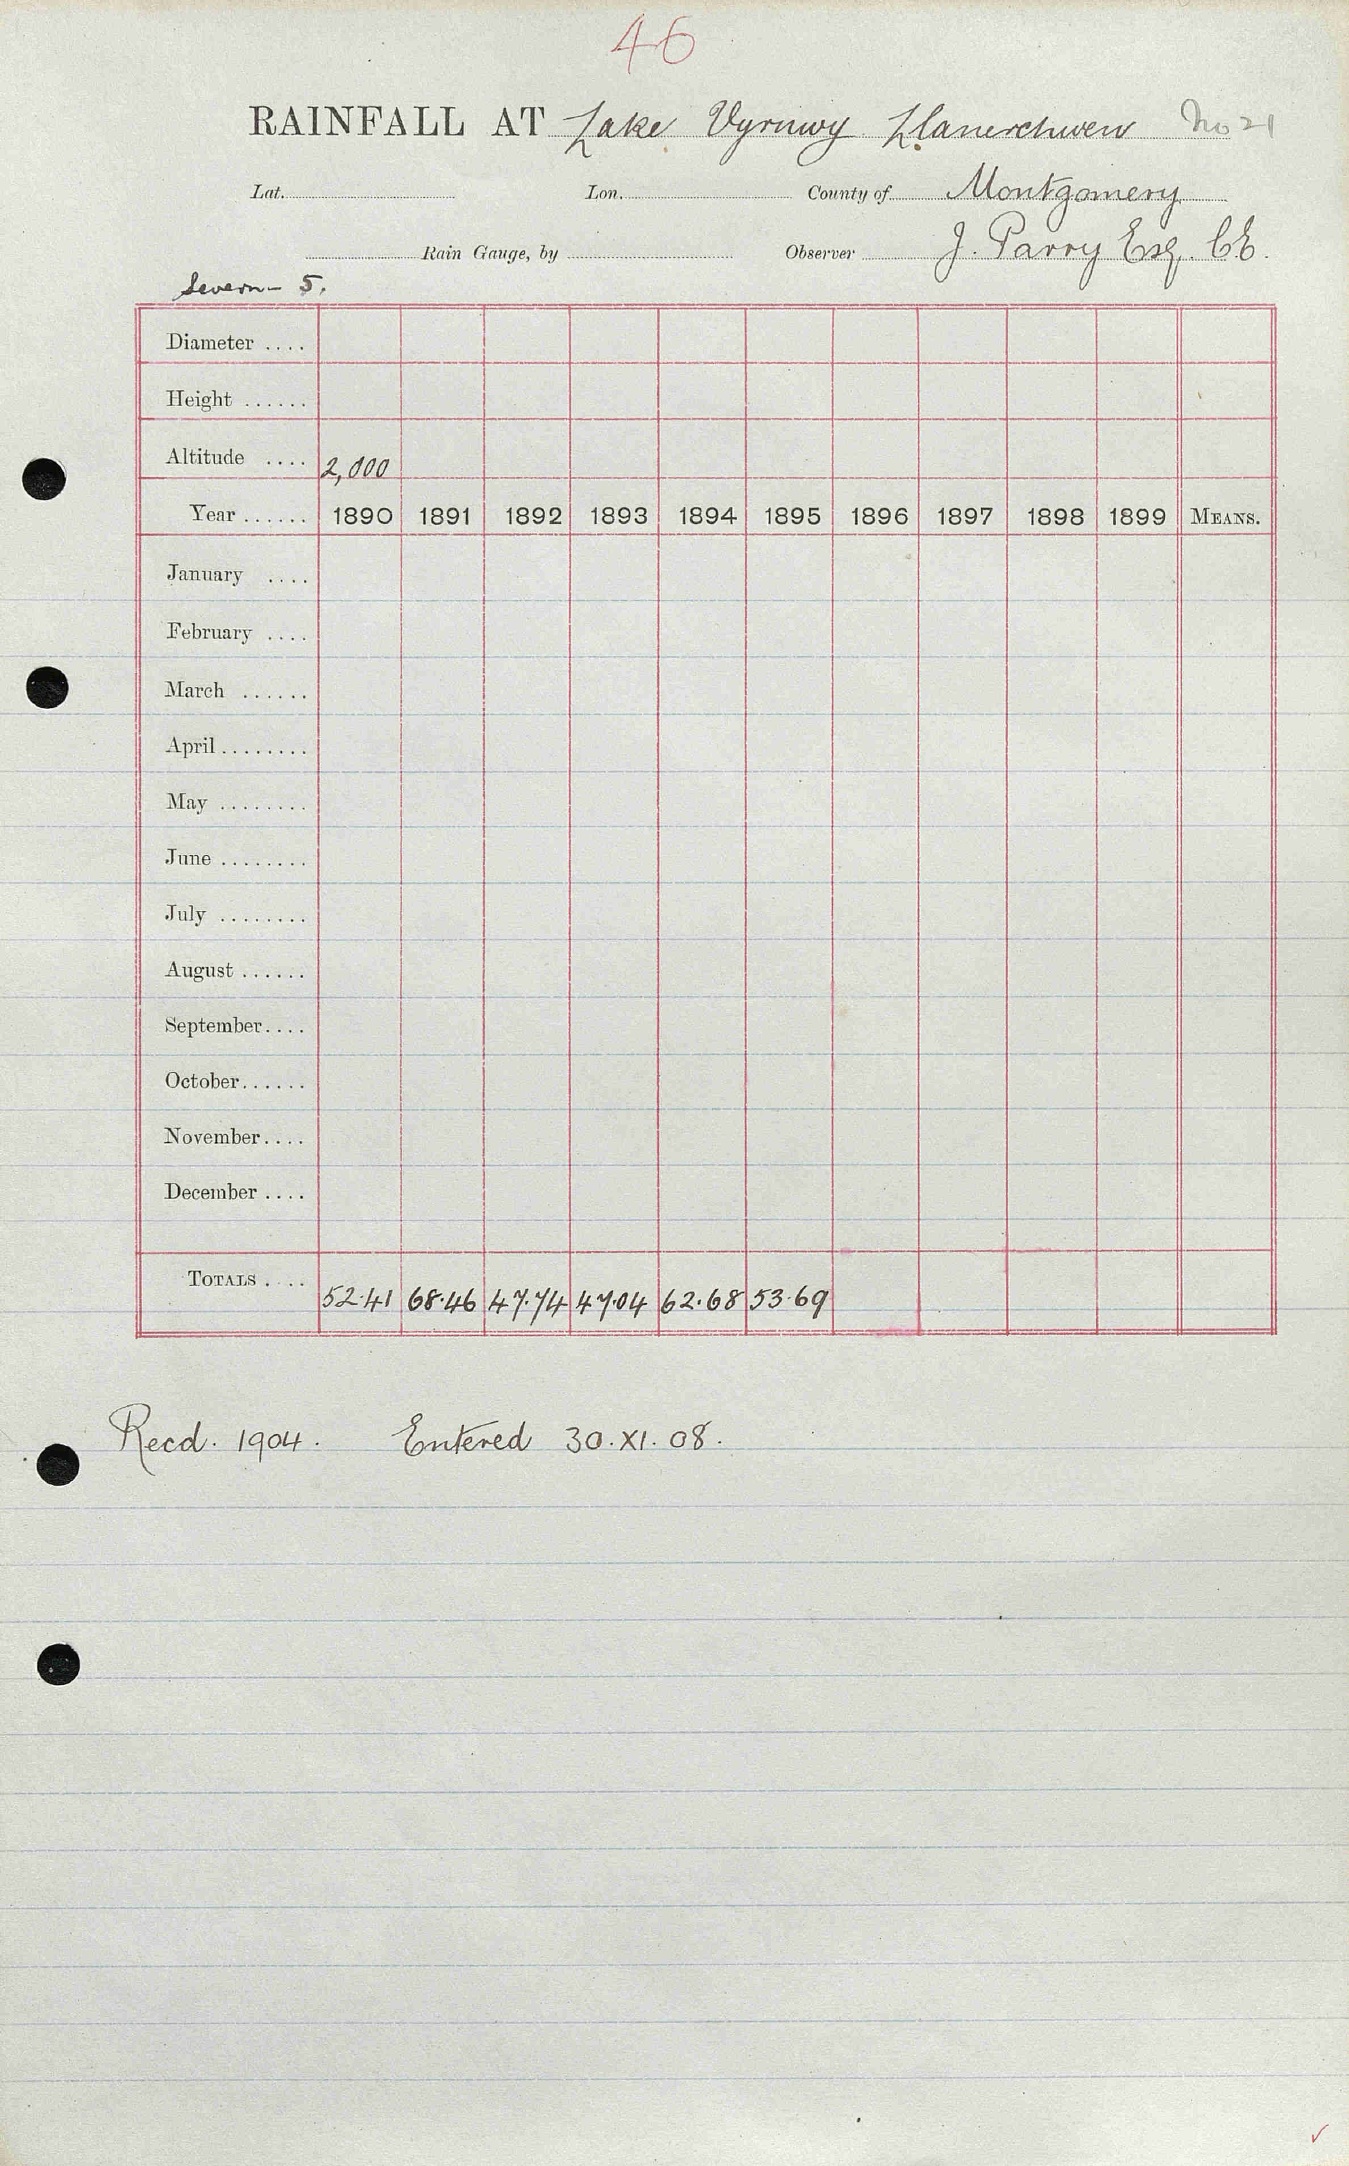 46
RAINFALL AT Lake Vyrnwy Llanerchwen No 21
Lat. Lon. County of Montgomery
Rain Gauge, by Observer J. Parry Esq. C.E.
Severn - 5.
Diameter ....
Height ......
Altitude .... 2,000
Year ...... 1890 1891 1892 1893 1894 1895 1896 1897 1898 1899 MEANS.
January ....
February ....
March ......
April ........
May ........
June ........
July ........
August ......
September ....
October ......
November ....
December ....
TOTALS .... 52.41 68.46 47.74 47.04 62.68 53.69
Recd. 1904. Entered 30.XI.08.